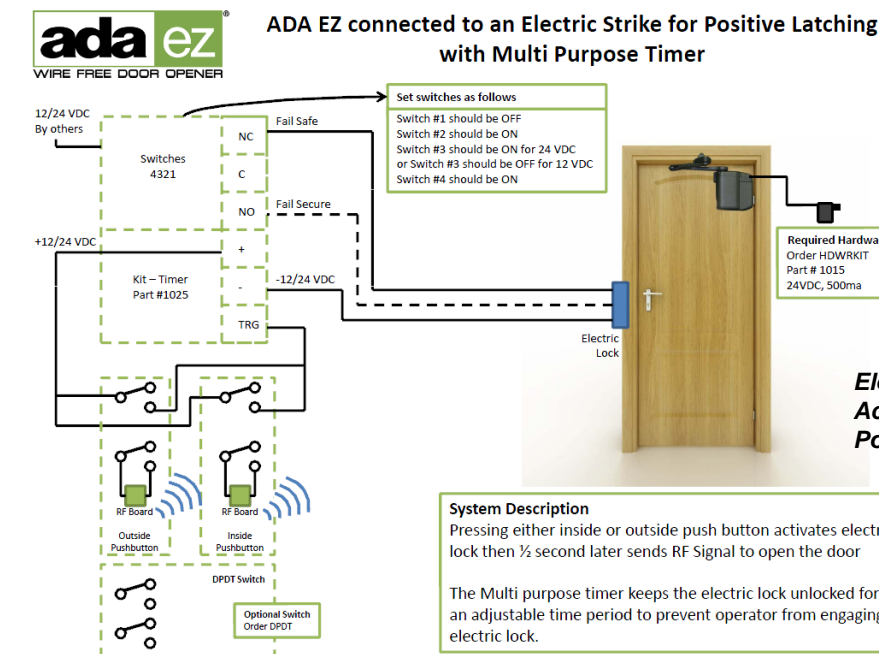 ada ez®
WIRE FREE DOOR OPENER
ADA EZ connected to an Electric Strike for Positive Latching
with Multi Purpose Timer
12/24 VDC
By others
Switches
4321
NC
C
NO
+
-
TRG
Fail Safe
Fail Secure
+12/24 VDC
-12/24 VDC
Kit – Timer
Part #1025
Set switches as follows
Switch #1 should be OFF
Switch #2 should be ON
Switch #3 should be ON for 24 VDC
or Switch #3 should be OFF for 12 VDC
Switch #4 should be ON
Required Hardwa
Order HDWRKIT
Part # 1015
24VDC, 500ma
Electric
Lock
Ele
Ac
Po
RF Board
RF Board
Outside
Pushbutton
Inside
Pushbutton
DPDT Switch
Optional Switch
Order DPDT
System Description
Pressing either inside or outside push button activates electr
lock then ½ second later sends RF Signal to open the door
The Multi purpose timer keeps the electric lock unlocked for
an adjustable time period to prevent operator from engaging
electric lock.